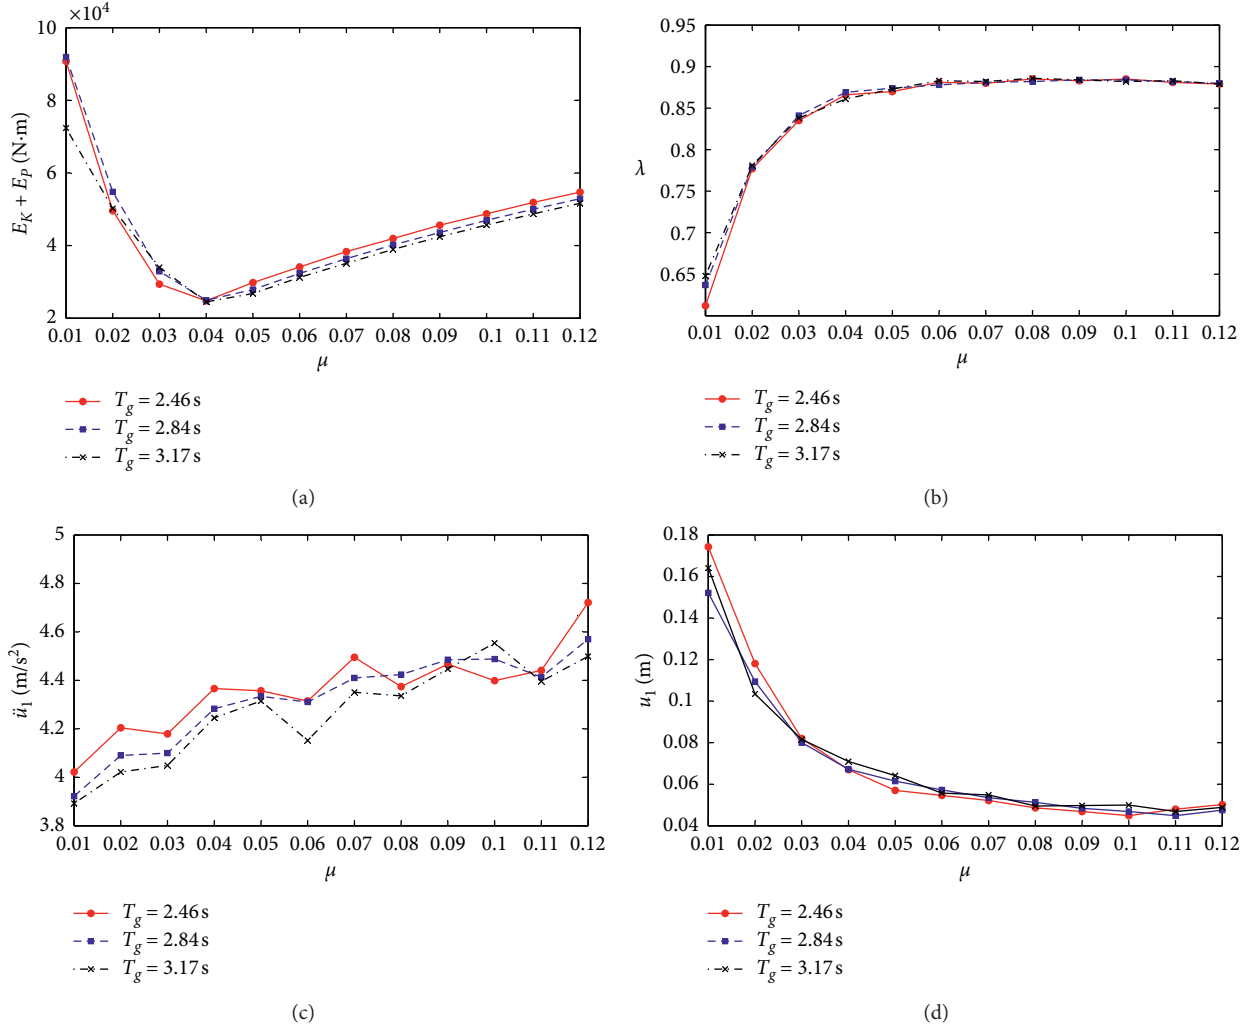 ×10⁴
10
8
6
4
2
E_K + E_P (N·m)
0.01 0.02 0.03 0.04 0.05 0.06 0.07 0.08 0.09 0.10 0.11 0.12
μ
T_g = 2.46 s
T_g = 2.84 s
T_g = 3.17 s
(a)
0.95
0.9
0.85
0.8
0.75
0.7
0.65
λ
0.01 0.02 0.03 0.04 0.05 0.06 0.07 0.08 0.09 0.1 0.11 0.12
μ
T_g = 2.46 s
T_g = 2.84 s
T_g = 3.17 s
(b)
5
4.8
4.6
4.4
4.2
4
3.8
ü₁ (m/s²)
0.01 0.02 0.03 0.04 0.05 0.06 0.07 0.08 0.09 0.10 0.11 0.12
μ
T_g = 2.46 s
T_g = 2.84 s
T_g = 3.17 s
(c)
0.18
0.16
0.14
0.12
0.1
0.08
0.06
0.04
u₁ (m)
0.01 0.02 0.03 0.04 0.05 0.06 0.07 0.08 0.09 0.1 0.11 0.12
μ
T_g = 2.46 s
T_g = 2.84 s
T_g = 3.17 s
(d)